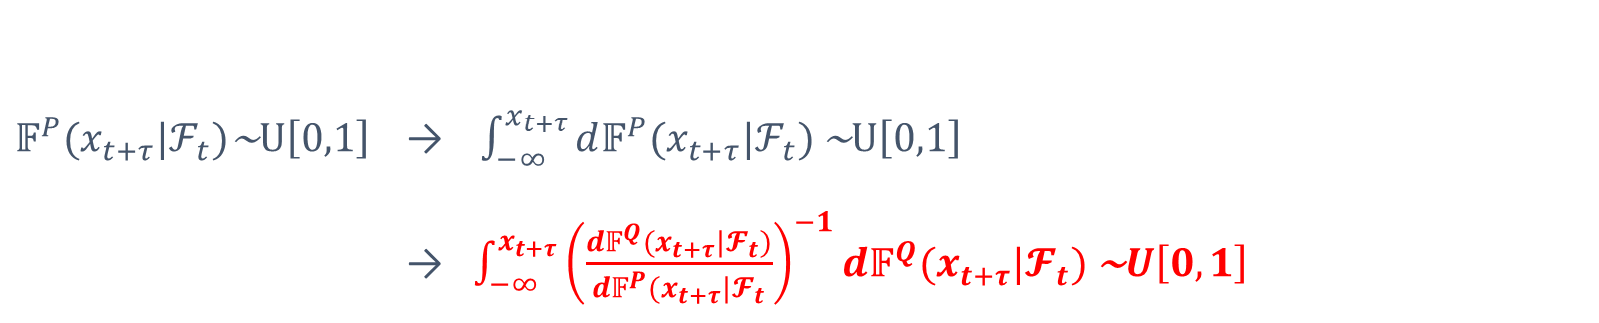 𝔽^P(x_{t+τ}|ℱ_t)~U[0,1] → ∫_{−∞}^{x_{t+τ}} d𝔽^P(x_{t+τ}|ℱ_t) ~U[0,1]
→ ∫_{−∞}^{x_{t+τ}} (d𝔽^Q(x_{t+τ}|ℱ_t)/d𝔽^P(x_{t+τ}|ℱ_t)^{−1} d𝔽^Q(x_{t+τ}|ℱ_t) ~U[0,1]